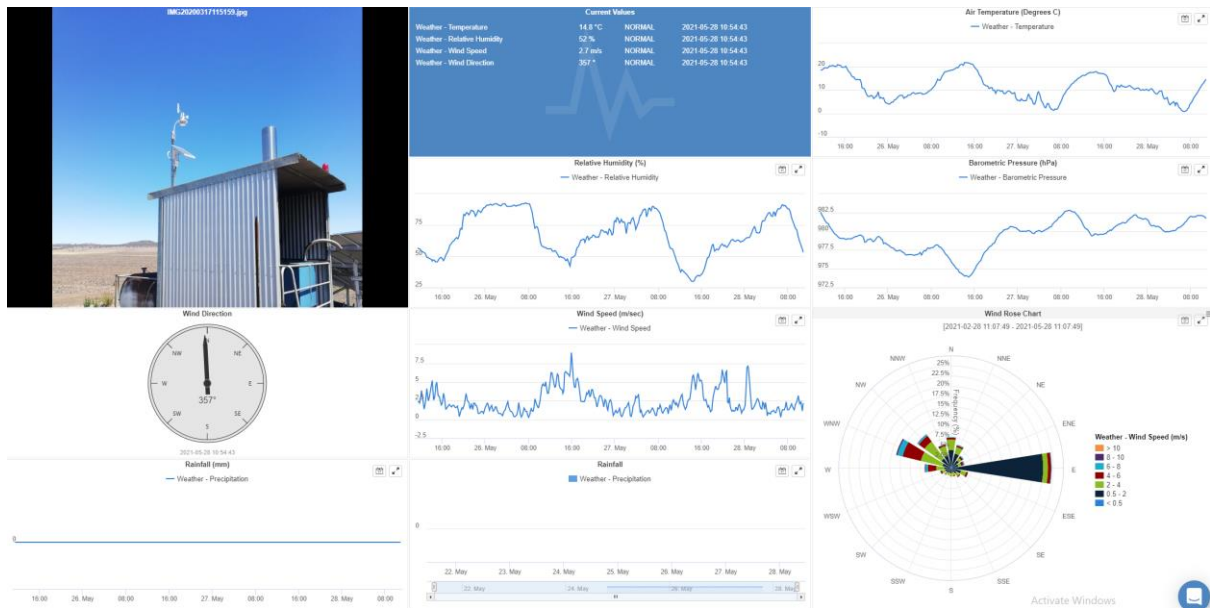 IMG20200317115159.jpg
Current Values
Weather - Temperature 14.8 °C NORMAL 2021-05-28 10:54:43
Weather - Relative Humidity 52 % NORMAL 2021-05-28 10:54:43
Weather - Wind Speed 2.7 m/s NORMAL 2021-05-28 10:54:43
Weather - Wind Direction 357 ° NORMAL 2021-05-28 10:54:43
Air Temperature (Degrees C)
Weather - Temperature
20
10
0
-10
16:00 26. May 08:00 16:00 27. May 08:00 16:00 28. May 08:00
Relative Humidity (%)
Weather - Relative Humidity
75
50
25
16:00 26. May 08:00 16:00 27. May 08:00 16:00 28. May 08:00
Barometric Pressure (hPa)
Weather - Barometric Pressure
982.5
980
977.5
975
972.5
16:00 26. May 08:00 16:00 27. May 08:00 16:00 28. May 08:00
Wind Direction
N
NW NE
W E
357°
SW SE
S
2021-05-28 10:54:43
Wind Speed (m/sec)
Weather - Wind Speed
7.5
5
2.5
0
-2.5
16:00 26. May 08:00 16:00 27. May 08:00 16:00 28. May 08:00
Wind Rose Chart
[2021-02-28 11:07:49 - 2021-05-28 11:07:49]
N
NNW NNE
NW NE
WNW ENE
W E
WSW ESE
SW SE
SSW SSE
S
25%
22.5%
20%
17.5%
15%
12.5%
10%
7.5%
Frequency (%)
Weather - Wind Speed (m/s)
> 10
8 - 10
6 - 8
4 - 6
2 - 4
0.5 - 2
< 0.5
Rainfall (mm)
Weather - Precipitation
0
16:00 26. May 08:00 16:00 27. May 08:00 16:00 28. May 08:00
Rainfall
Weather - Precipitation
0
22. May 23. May 24. May 25. May 26. May 27. May 28. May
22. May 24. May 26. May 28. May
Activate Windows